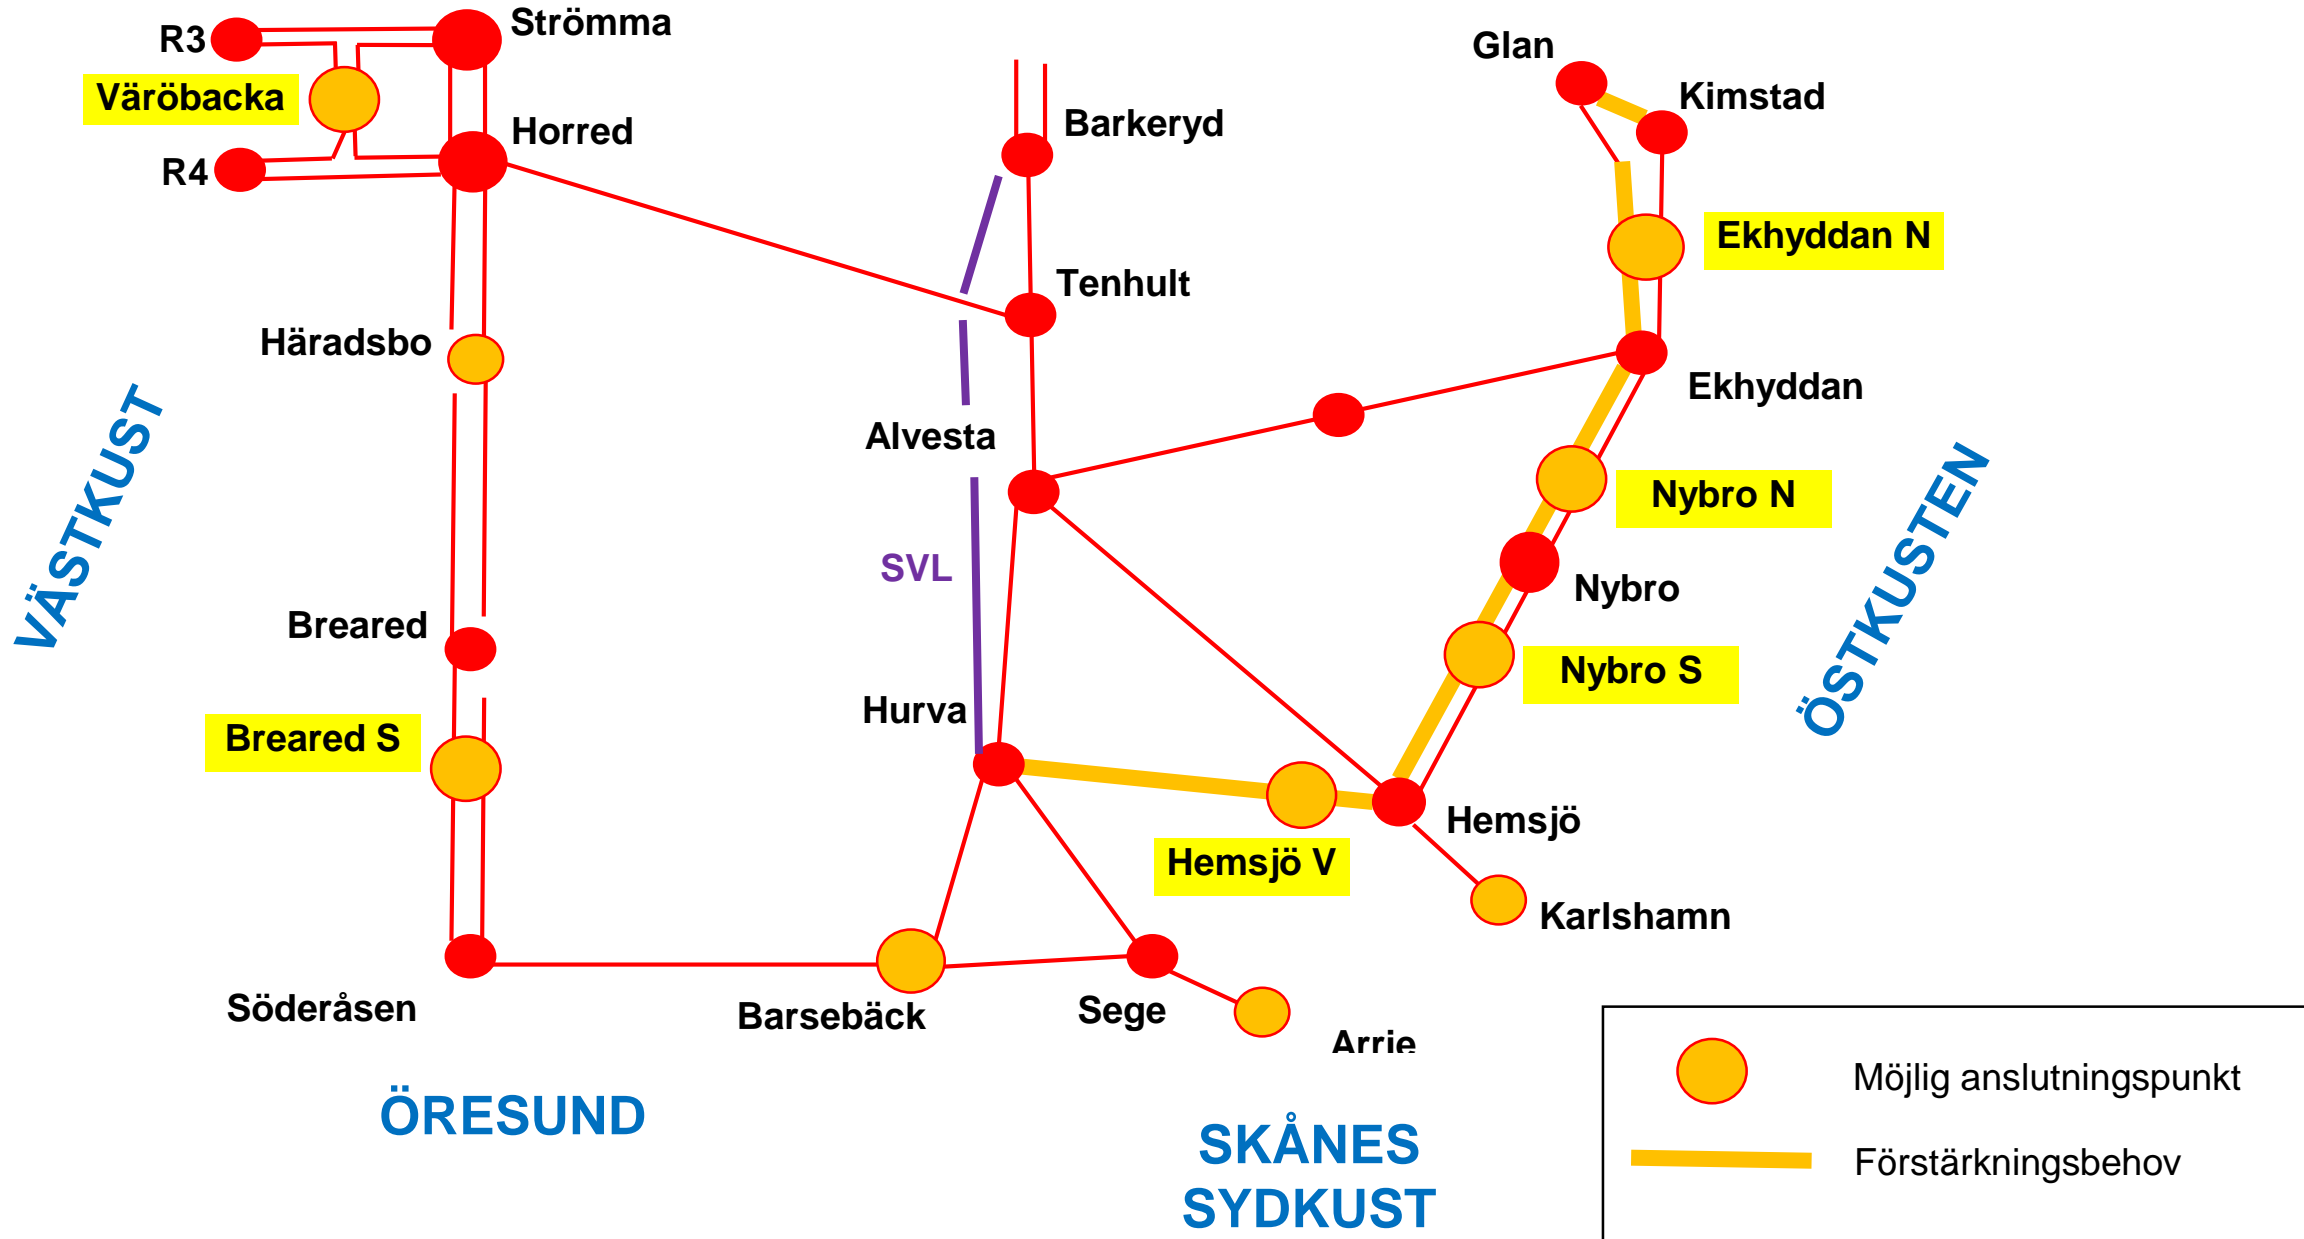 Strömma
R3
Glan
Väröbacka
Kimstad
Barkeryd
Horred
R4
Ekhyddan N
Tenhult
Häradsbo
Ekhyddan
Alvesta
VÄSTKUST
Nybro N
ÖSTKUSTEN
SVL
Nybro
Breared
Nybro S
Hurva
Breared S
Hemsjö
Hemsjö V
Karlshamn
Söderåsen
Barsebäck
Sege
Arrie
Möjlig anslutningspunkt
ÖRESUND
SKÅNES
SYDKUST
Förstärkningsbehov